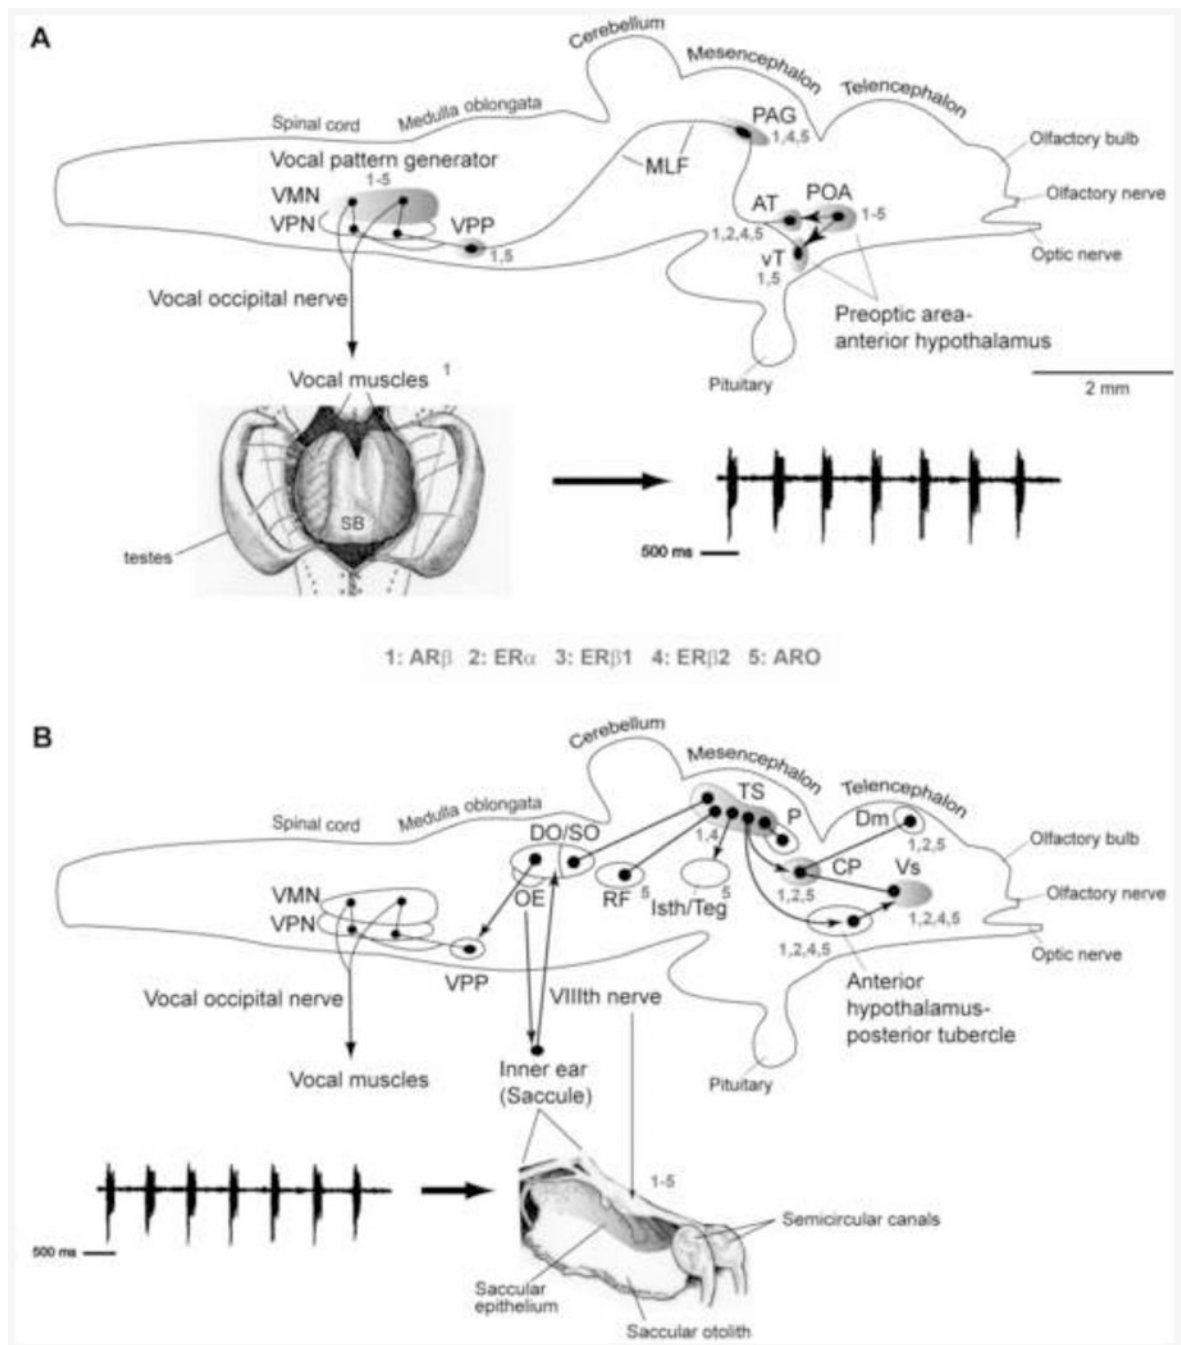 A
Cerebellum
Mesencephalon
Telencephalon
Spinal cord
Medulla oblongata
PAG
1,4,5
Olfactory bulb
Vocal pattern generator
1-5
MLF
VMN
VPN
VPP
1,5
AT
POA
1-5
1,2,4,5
Olfactory nerve
vT
1,5
Optic nerve
Vocal occipital nerve
Preoptic area-
anterior hypothalamus
Vocal muscles 1
Pituitary
2 mm
SB
testes
500 ms
1: ARβ 2: ERα 3: ERβ1 4: ERβ2 5: ARO
B
Cerebellum
Mesencephalon
Telencephalon
Spinal cord
Medulla oblongata
TS
P
Dm
DO/SO
1,4
1,2,5
Olfactory bulb
CP
Vs
VMN
VPN
OE
RF
5
Isth/Teg
5
1,2,5
1,2,4,5
Olfactory nerve
1,2,4,5
Optic nerve
VPP
Vocal occipital nerve
VIIIth nerve
Anterior
hypothalamus-
posterior tubercle
Vocal muscles
Inner ear
(Saccule)
Pituitary
1-5
Semicircular canals
500 ms
Saccular
epithelium
Saccular otolith